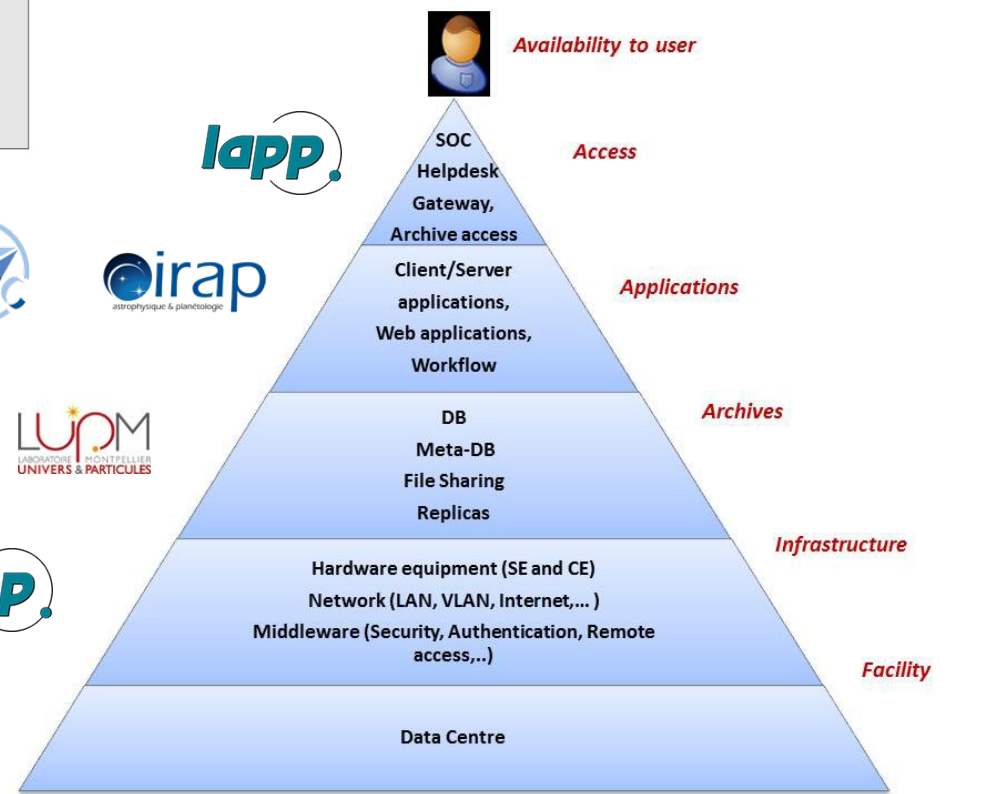 Availability to user
lapp
Access
SOC
Helpdesk
Gateway,
Archive access
irap
astrophysique & planétologie
Client/Server
applications,
Web applications,
Workflow
Applications
Archives
LUPM
LABORATOIRE MONTPELLIER
UNIVERS & PARTICULES
DB
Meta-DB
File Sharing
Replicas
Infrastructure
Hardware equipment (SE and CE)
Network (LAN, VLAN, Internet,... )
Middleware (Security, Authentication, Remote
access,..)
Facility
Data Centre